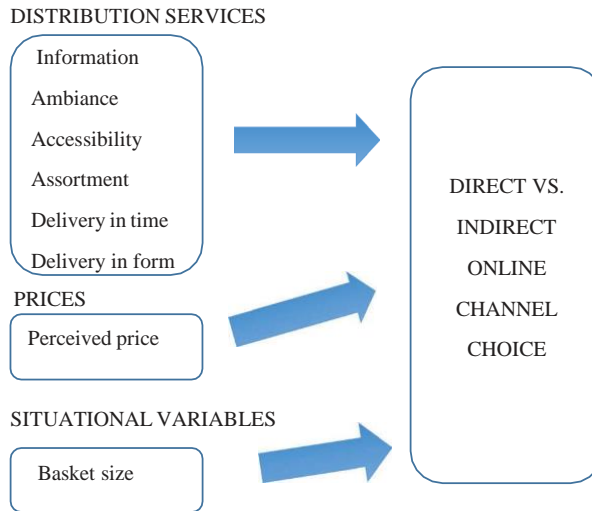 DISTRIBUTION SERVICES
Information
Ambiance
Accessibility
Assortment
Delivery in time
Delivery in form
PRICES
Perceived price
SITUATIONAL VARIABLES
Basket size
DIRECT VS.
INDIRECT
ONLINE
CHANNEL
CHOICE